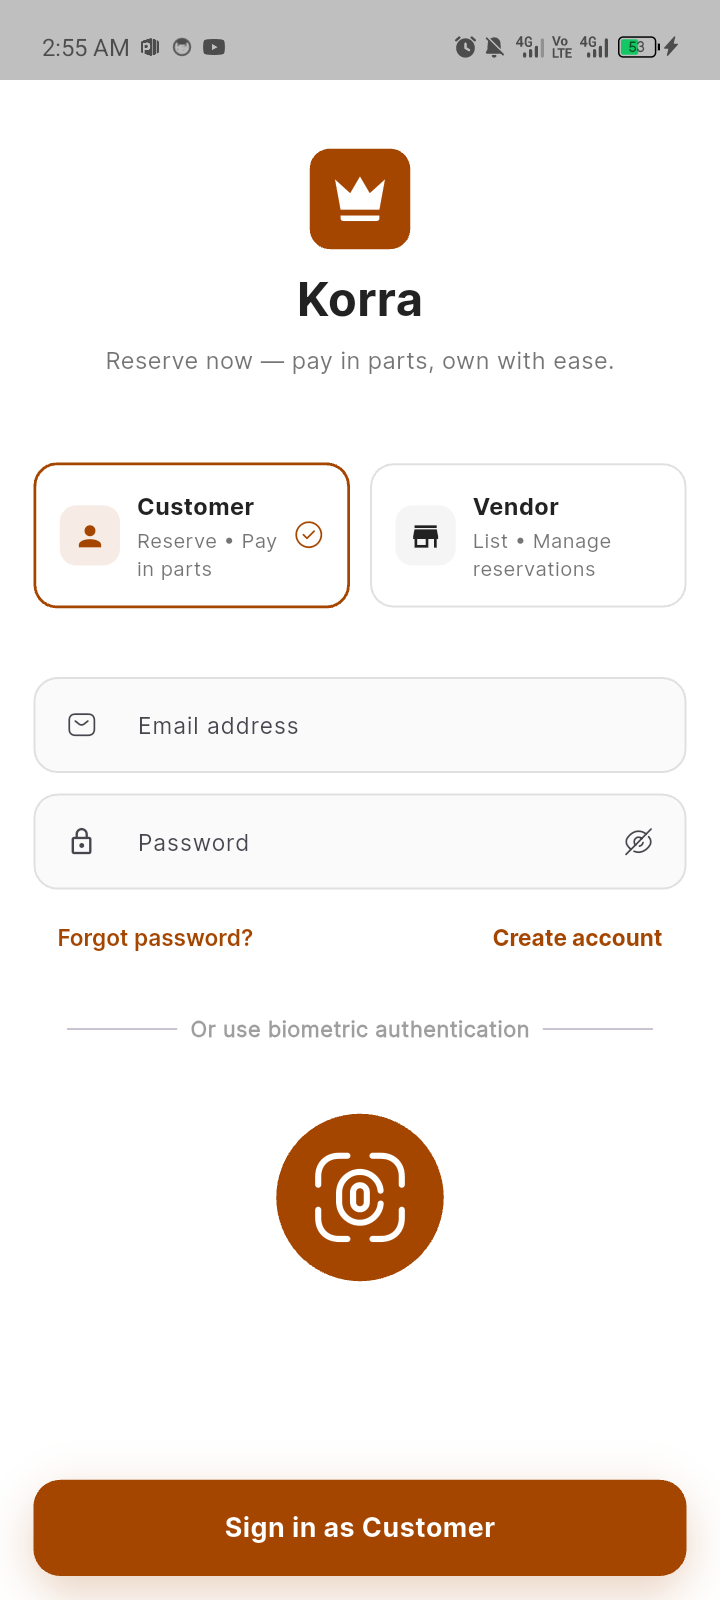 2:55 AM
4G Vo LTE 4G 53
Korra
Reserve now — pay in parts, own with ease.
Customer
Reserve • Pay
in parts
Vendor
List • Manage
reservations
Email address
Password
Forgot password?
Create account
Or use biometric authentication
Sign in as Customer